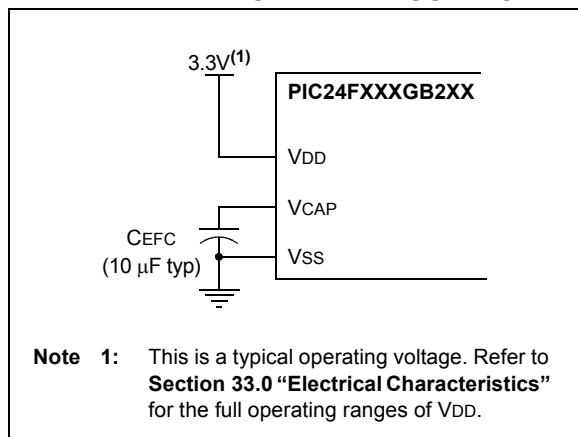 3.3V(1)
PIC24FXXXGB2XX
VDD
VCAP
CEFC
(10 μF typ)
VSS
Note 1: This is a typical operating voltage. Refer to
Section 33.0 “Electrical Characteristics”
for the full operating ranges of VDD.